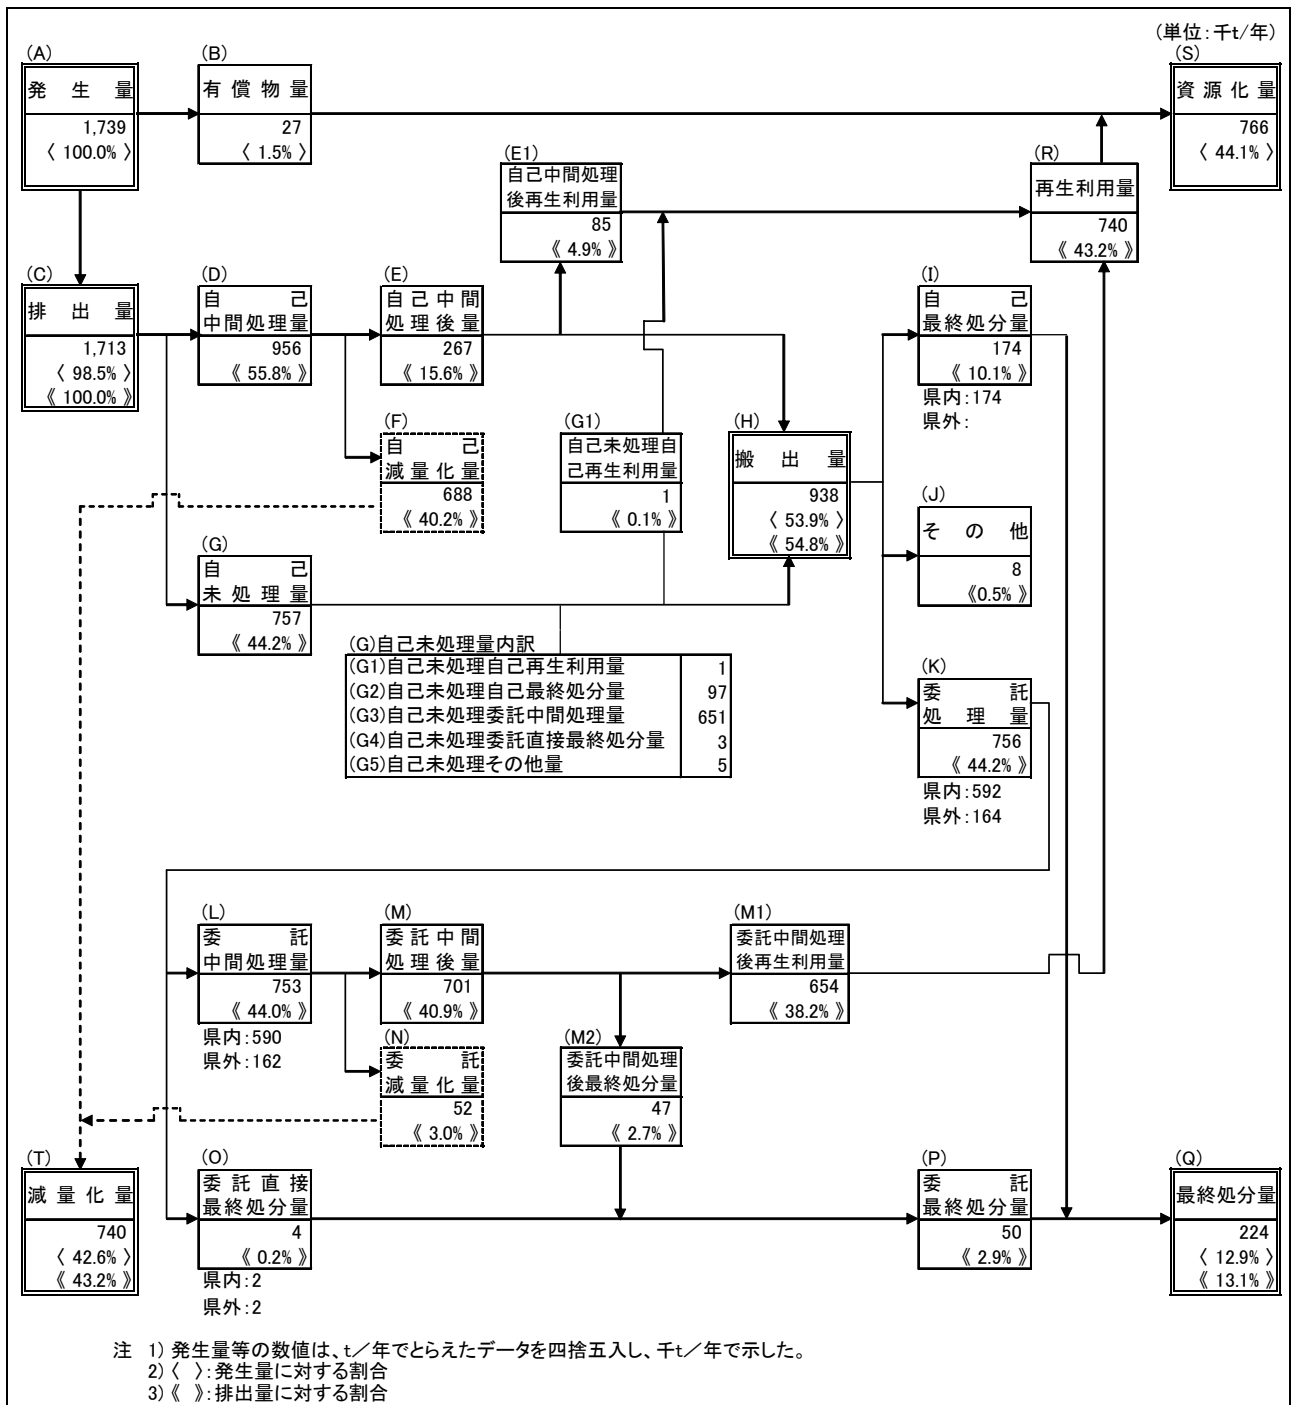 (単位:千t/年)
(A)
発生量
1,739
〈 100.0% 〉
(B)
有償物量
27
〈 1.5% 〉
(S)
資源化量
766
〈 44.1% 〉
(E1)
自己中間処理
後再生利用量
85
《 4.9% 》
(R)
再生利用量
740
《 43.2% 》
(C)
排出量
1,713
〈 98.5% 〉
《 100.0% 》
(D)
自己
中間処理量
956
《 55.8% 》
(E)
自己中間
処理後量
267
《 15.6% 》
(I)
自己
最終処分量
174
《 10.1% 》
県内:174
県外:
(F)
自己
減量化量
688
《 40.2% 》
(G1)
自己未処理自
己再生利用量
1
《 0.1% 》
(H)
搬出量
938
〈 53.9% 〉
《 54.8% 》
(J)
その他
8
《0.5% 》
(G)
自己
未処理量
757
《 44.2% 》
(G)自己未処理量内訳
(G1)自己未処理自己再生利用量 1
(G2)自己未処理自己最終処分量 97
(G3)自己未処理委託中間処理量 651
(G4)自己未処理委託直接最終処分量 3
(G5)自己未処理その他量 5
(K)
委託
処理量
756
《 44.2% 》
県内:592
県外:164
(L)
委託
中間処理量
753
《 44.0% 》
県内:590
県外:162
(M)
委託中間
処理後量
701
《 40.9% 》
(M1)
委託中間処理
後再生利用量
654
《 38.2% 》
(N)
委託
減量化量
52
《 3.0% 》
(M2)
委託中間処理
後最終処分量
47
《 2.7% 》
(T)
減量化量
740
〈 42.6% 〉
《 43.2% 》
(O)
委託直接
最終処分量
4
《 0.2% 》
県内:2
県外:2
(P)
委託
最終処分量
50
《 2.9% 》
(Q)
最終処分量
224
〈 12.9% 〉
《 13.1% 》
注 1) 発生量等の数値は、t/年でとらえたデータを四捨五入し、千t/年で示した。
2)〈 〉:発生量に対する割合
3)《 》:排出量に対する割合